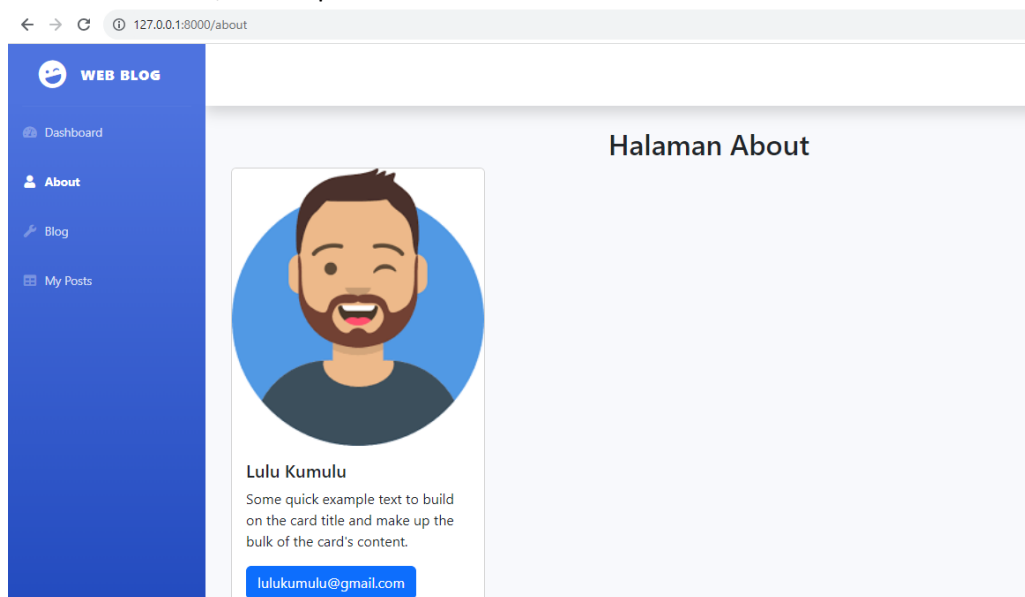 127.0.0.1:8000/about
WEB BLOG
Dashboard
About
Blog
My Posts
Halaman About
Lulu Kumulu
Some quick example text to build
on the card title and make up the
bulk of the card's content.
lulukumulu@gmail.com